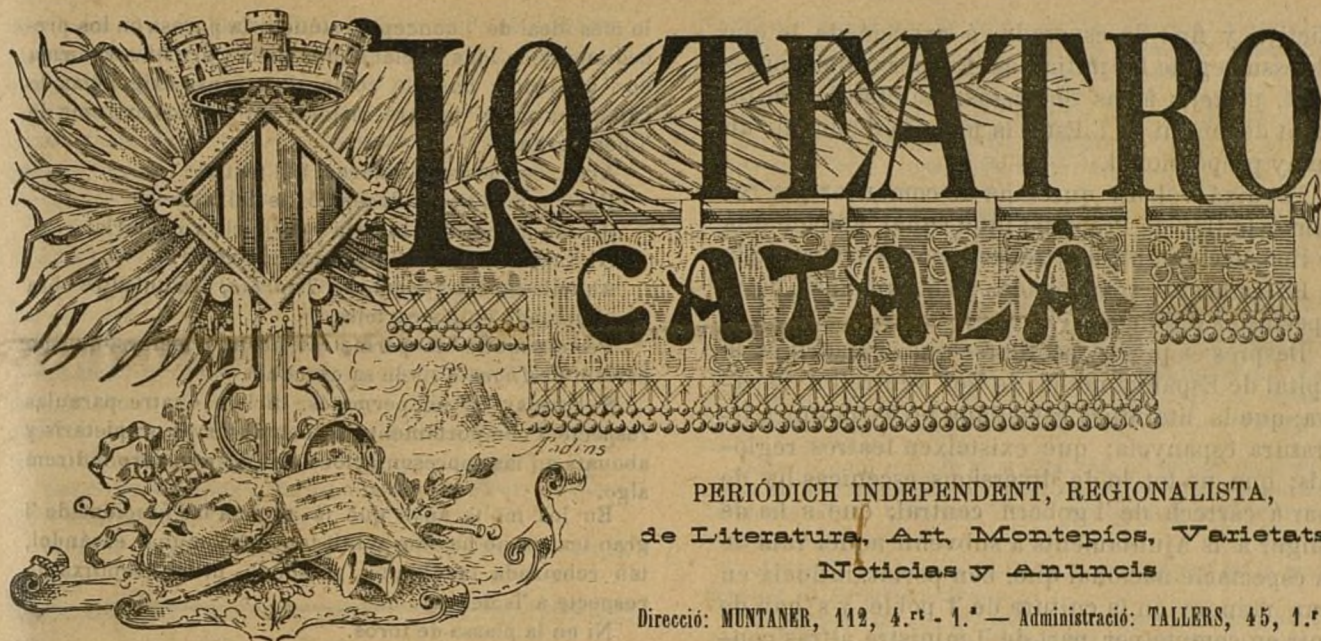 LO TEATRO
CATALÀ
PERIÓDICH INDEPENDENT, REGIONALISTA,
de Literatura, Art, Montepíos, Varietats
Noticias y Anuncis
Direcció: MUNTANER, 112, 4.rt - 1.ª — Administració: TALLERS, 45, 1.r